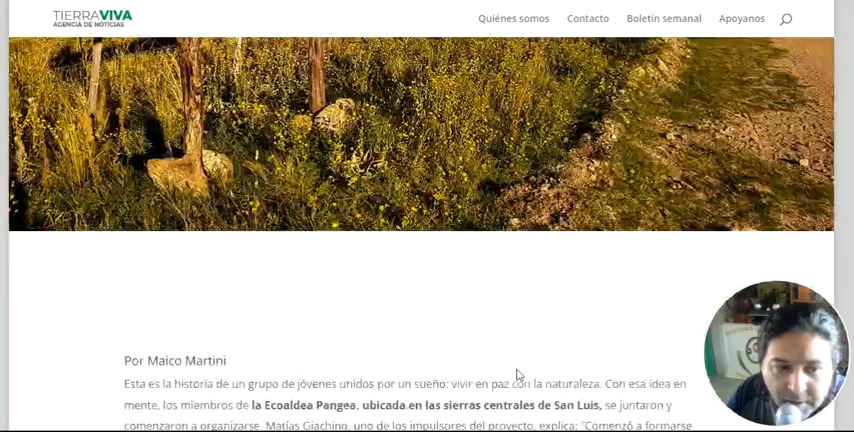 TIERRAVIVA
AGENCIA DE NOTICIAS
Quiénes somos Contacto Boletín semanal Apoyanos
Por Maico Martini
Esta es la historia de un grupo de jóvenes unidos por un sueño: vivir en paz con la naturaleza. Con esa idea en
mente, los miembros de la Ecoaldea Pangea, ubicada en las sierras centrales de San Luis, se juntaron y
comenzaron a organizarse. Matías Giachino, uno de los impulsores del proyecto, explica: "Comenzó a formarse